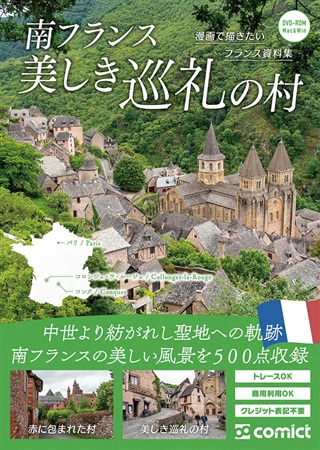 南フランス
漫画で描きたい
フランス資料集
DVD-ROM
Mac&Win
美しき巡礼の村
パリ / Paris
コロンジュ・ラ・ルージュ / Collonges-la-Rouge
コンク / Conques
中世より紡がれし聖地への軌跡
南フランスの美しい風景を500点収録
トレースOK
商用利用OK
クレジット表記不要
赤に包まれた村
美しき巡礼の村
comict